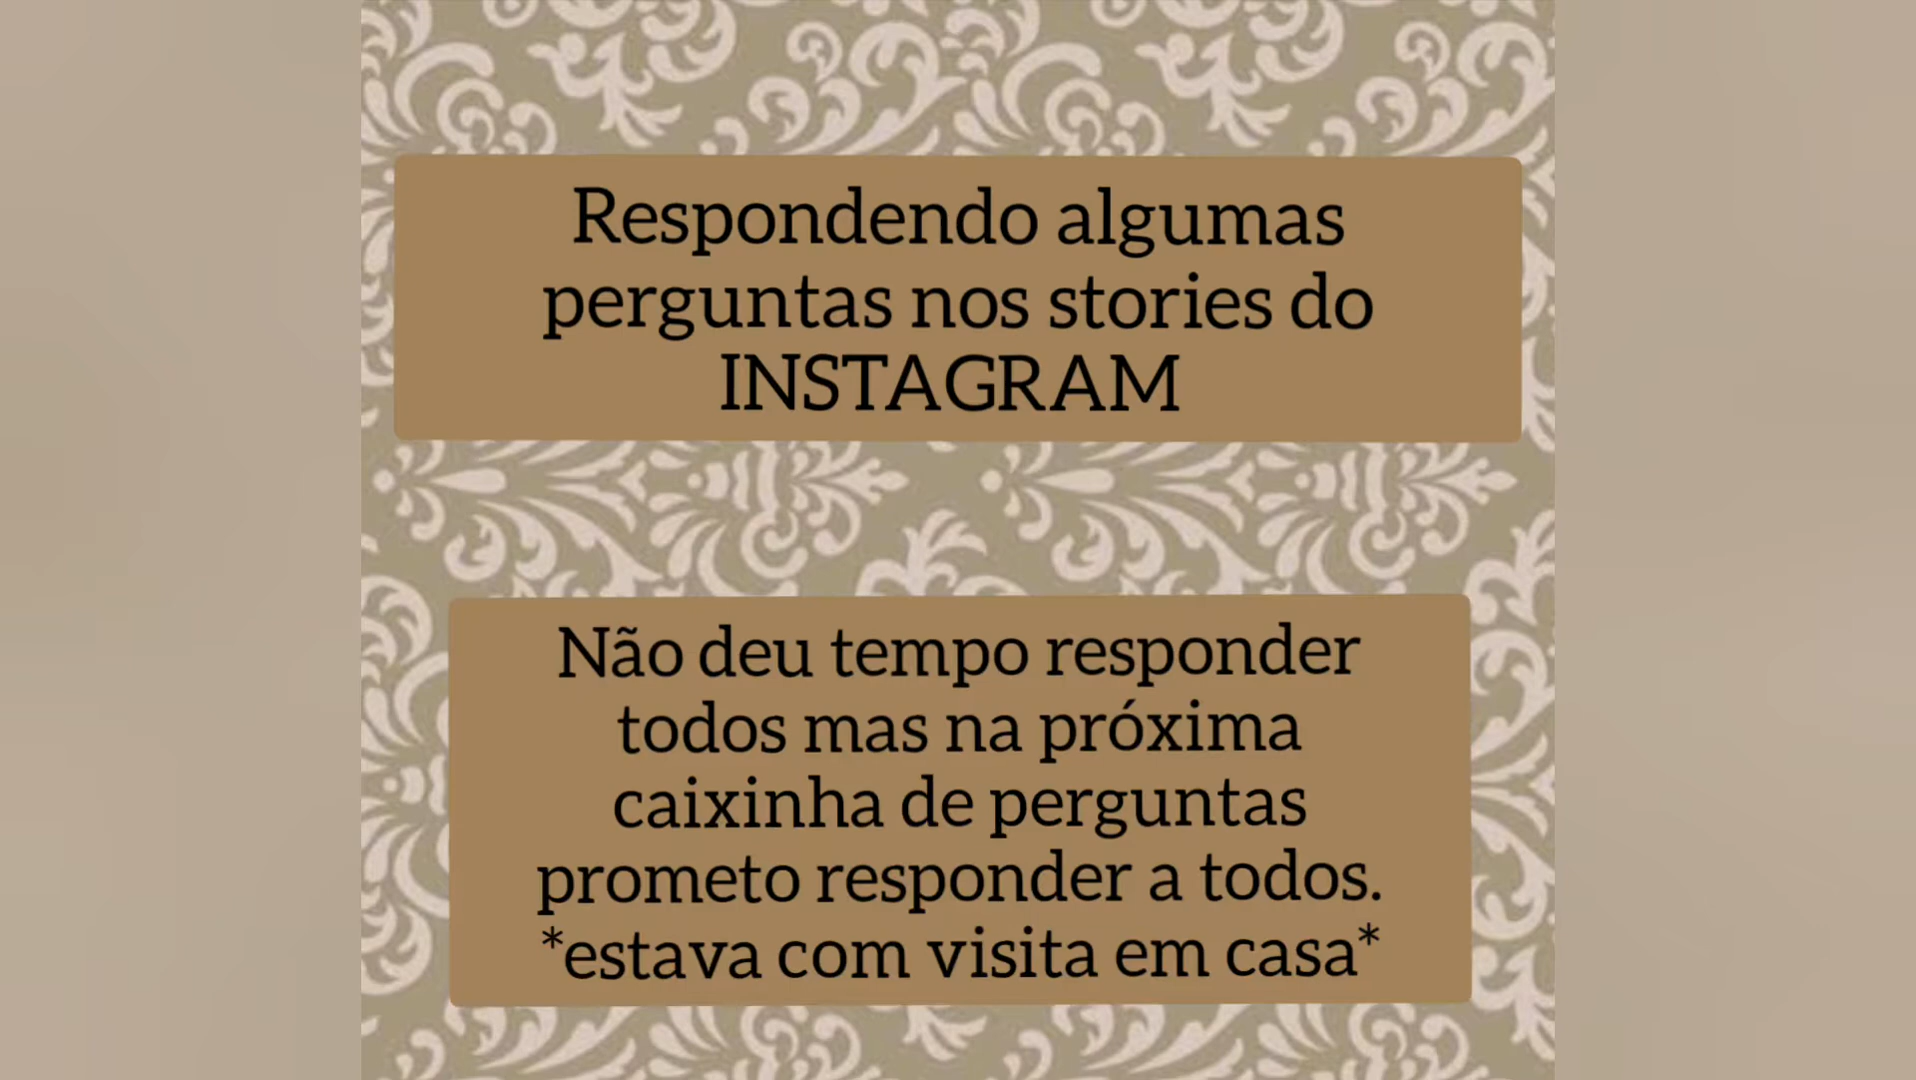 Respondendo algumas
perguntas nos stories do
INSTAGRAM
Não deu tempo responder
todos mas na próxima
caixinha de perguntas
prometo responder a todos.
*estava com visita em casa*